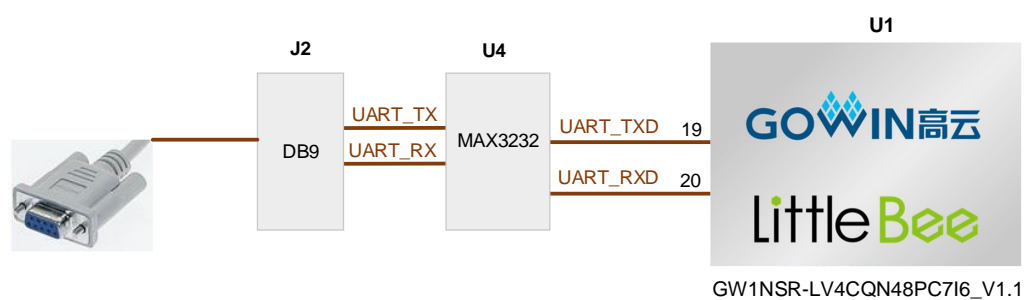 U1
J2
U4
UART_TX
UART_RX
DB9
MAX3232
UART_TXD 19
UART_RXD 20
GOWIN高云
LittleBee
GW1NSR-LV4CQN48PC7I6_V1.1